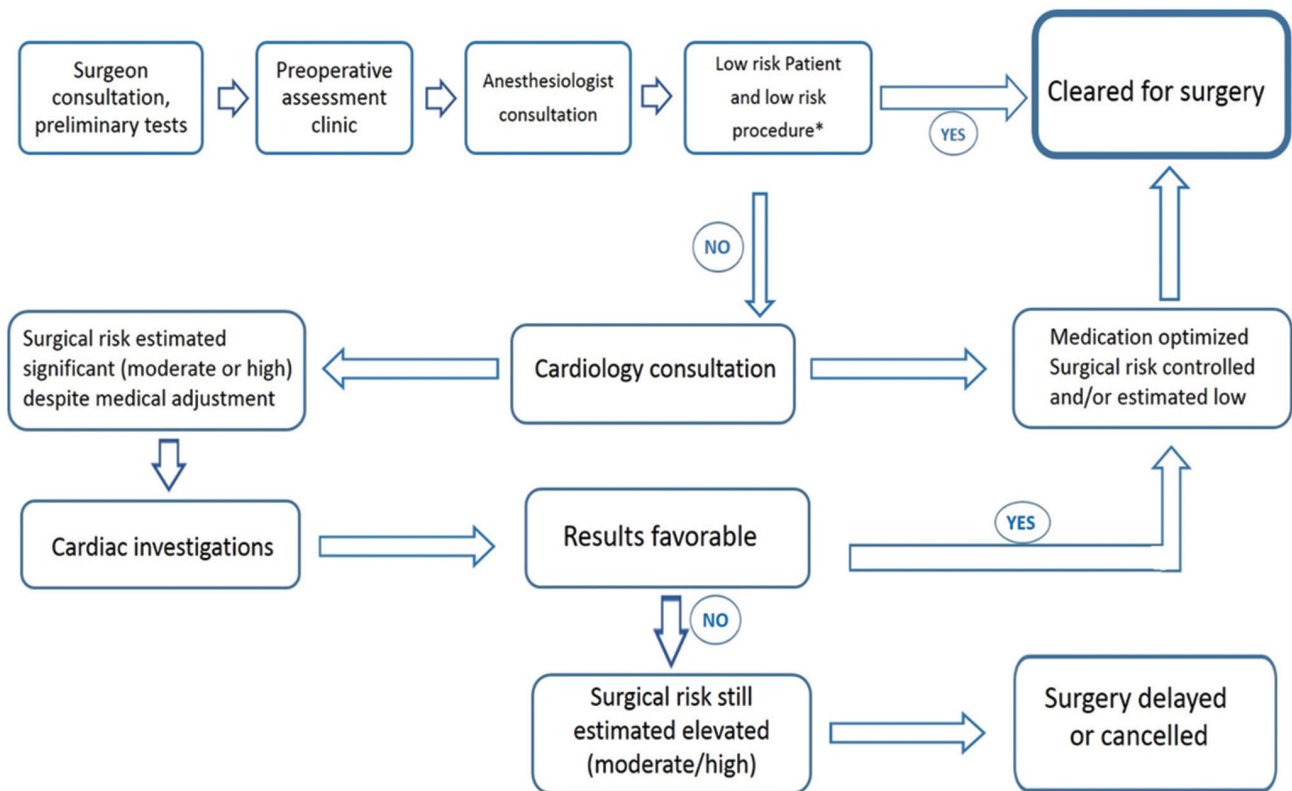 Surgeon
consultation,
preliminary tests
Preoperative
assessment
clinic
Anesthesiologist
consultation
Low risk Patient
and low risk
procedure*
YES
Cleared for surgery
NO
Surgical risk estimated
significant (moderate or high)
despite medical adjustment
Cardiology consultation
Medication optimized
Surgical risk controlled
and/or estimated low
Cardiac investigations
Results favorable
YES
NO
Surgical risk still
estimated elevated
(moderate/high)
Surgery delayed
or cancelled